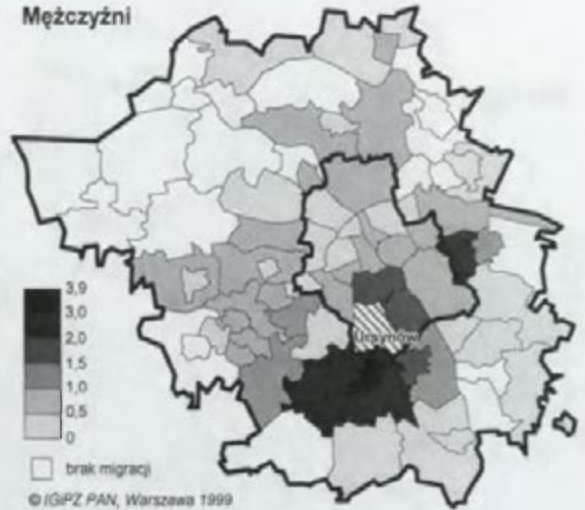 Mężczyźni
Ursynów
3,9
3,0
2,0
1,5
1,0
0,5
0
brak migracji
© IGiPZ PAN, Warszawa 1999